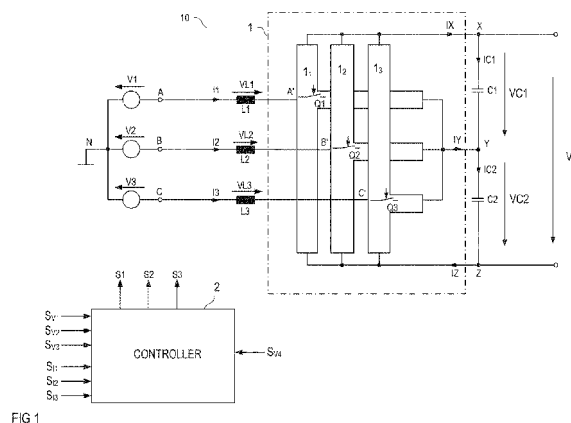 10
1
IX
X
1₁
1₂
1₃
IC1
V1
A
I1
VL1
L1
A'
Q1
C1
VC1
N
V2
B
I2
VL2
L2
B'
Q2
IY
Y
V
V3
C
I3
VL3
L3
C'
Q3
IC2
C2
VC2
IZ
Z
S1
S2
S3
2
SV1
SV2
SV3
SI1
SI2
SI3
CONTROLLER
SV4
FIG 1